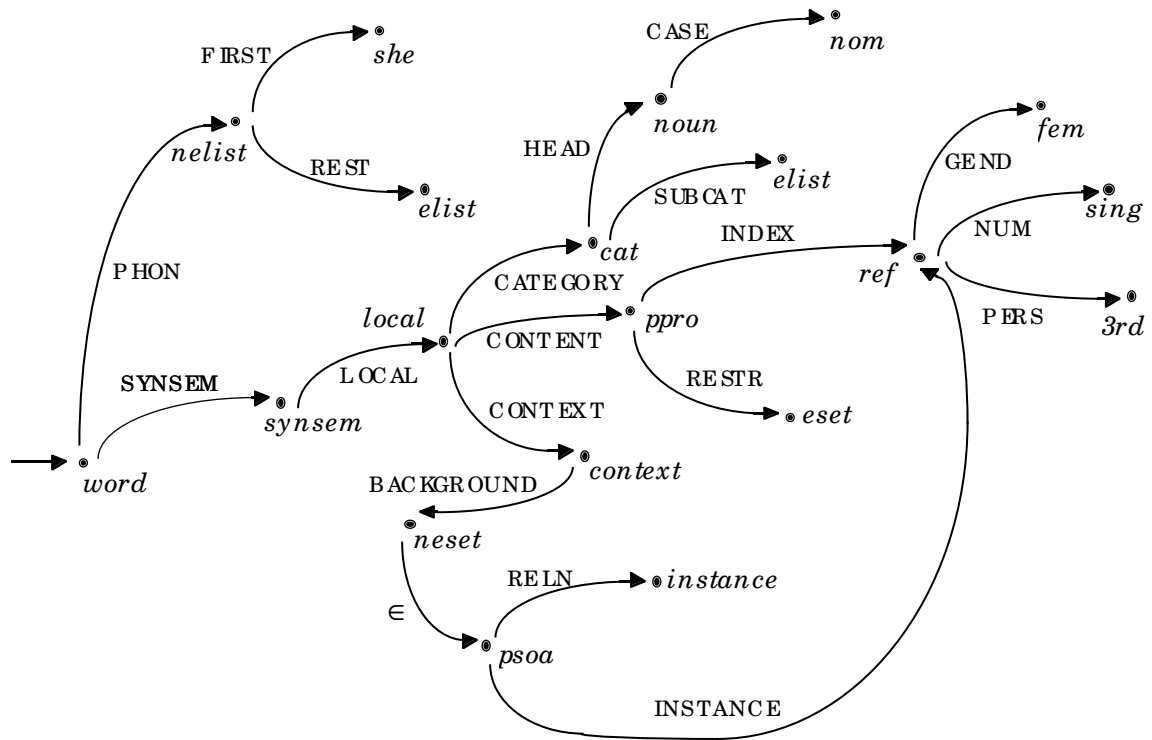 nom
CASE
she
FIRST
noun
fem
nelist
HEAD
REST
elist
GEND
SUBCAT
elist
sing
NUM
INDEX
cat
PHON
ref
CATEGORY
local
ppro
PERS
3rd
CONTENT
LOCAL
RESTR
SYNSEM
synsem
CONTEXT
eset
word
context
BACKGROUND
neset
RELN
instance
∈
psoa
INSTANCE